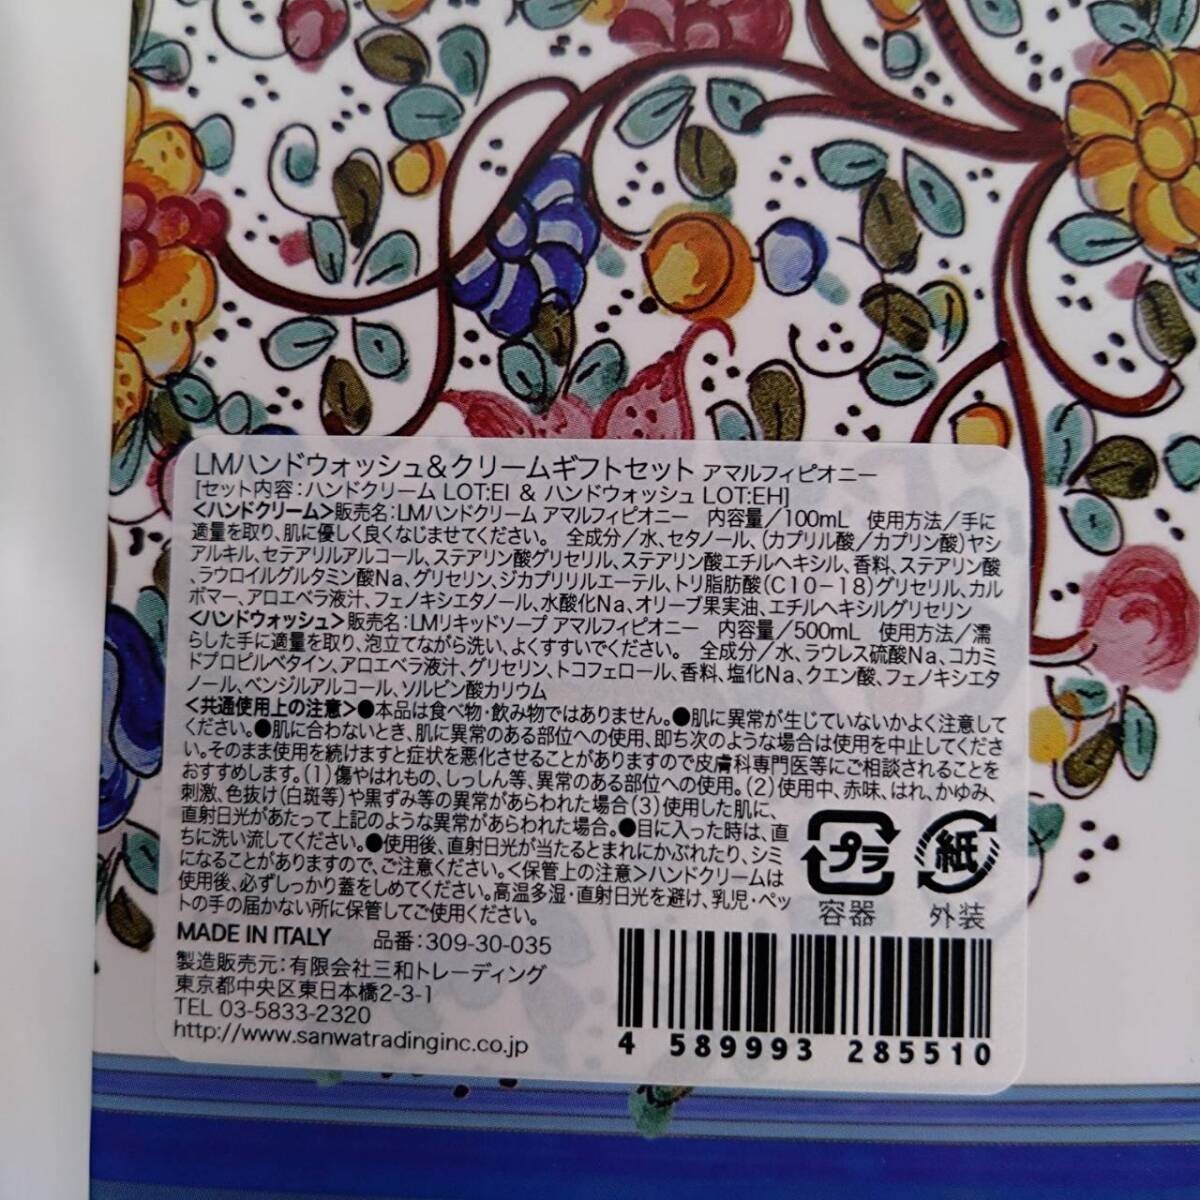 LMハンドウォッシュ&クリームギフトセット アマルフィピオニー
[セット内容:ハンドクリーム LOT:EI & ハンドウォッシュ LOT:EH]
<ハンドクリーム>販売名:LMハンドクリーム アマルフィピオニー 内容量/100mL 使用方法/手に
適量を取り、肌に優しく良くなじませてください。 全成分/水、セタノール、(カプリル酸/カプリン酸)ヤシ
アルキル、セテアリルアルコール、ステアリン酸グリセリル、ステアリン酸エチルヘキシル、香料、ステアリン酸
、ラウロイルグルタミン酸Na、グリセリン、ジカプリリルエーテル、トリ脂肪酸(C10-18)グリセリル、カル
ボマー、アロエベラ液汁、フェノキシエタノール、水酸化Na、オリーブ果実油、エチルヘキシルグリセリン
<ハンドウォッシュ>販売名:LMリキッドソープ アマルフィピオニー 内容量/500mL 使用方法/濡
らした手に適量を取り、泡立てながら洗い、よくすすいでください。 全成分/水、ラウレス硫酸Na、コカミ
ドプロピルベタイン、アロエベラ液汁、グリセリン、トコフェロール、香料、塩化Na、クエン酸、フェノキシエタ
ノール、ベンジルアルコール、ソルビン酸カリウム
<共通使用上の注意>●本品は食べ物・飲み物ではありません。●肌に異常が生じていないかよく注意して
ください。●肌に合わないとき、肌に異常のある部位への使用、即ち次のような場合は使用を中止してくださ
い。そのまま使用を続けますと症状を悪化させることがありますので皮膚科専門医等にご相談されることを
おすすめします。(1)傷やはれもの、しっしん等、異常のある部位への使用。(2)使用中、赤味、はれ、かゆみ、
刺激、色抜け(白斑等)や黒ずみ等の異常があらわれた場合(3)使用した肌に、
直射日光があたって上記のような異常があらわれた場合。●目に入った時は、直
ちに洗い流してください。●使用後、直射日光が当たるとまれにかぶれたり、シミ
になることがありますので、ご注意ください。<保管上の注意>ハンドクリームは
使用後、必ずしっかり蓋をしめてください。高温多湿・直射日光を避け、乳児・ペッ
トの手の届かない所に保管してご使用ください。
プラ
容器
紙
外装
MADE IN ITALY 品番:309-30-035
製造販売元:有限会社三和トレーディング
東京都中央区東日本橋2-3-1
TEL 03-5833-2320
http://www.sanwatradinginc.co.jp
4 589993 285510